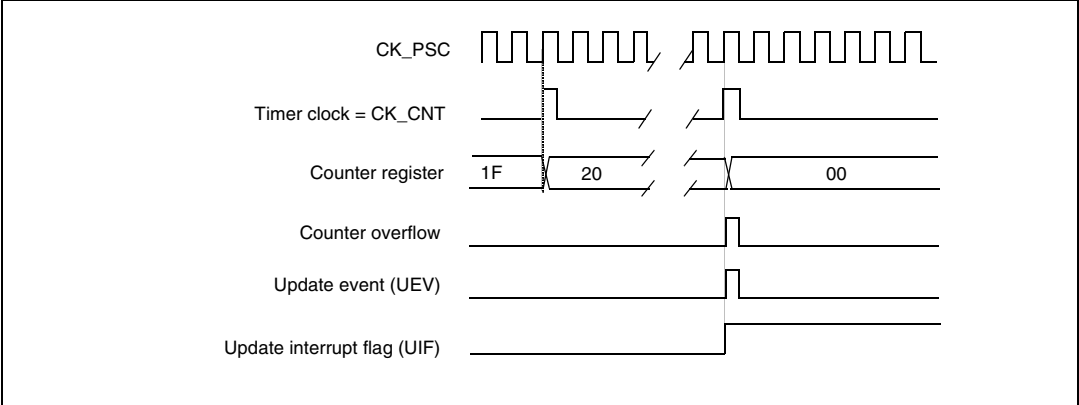 CK_PSC
Timer clock = CK_CNT
Counter register 1F 20 00
Counter overflow
Update event (UEV)
Update interrupt flag (UIF)